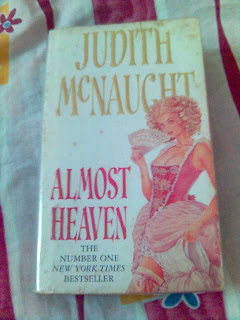 JUDITH
MCNAUGHT
ALMOST
HEAVEN
THE
NUMBER ONE
NEW YORK TIMES
BESTSELLER